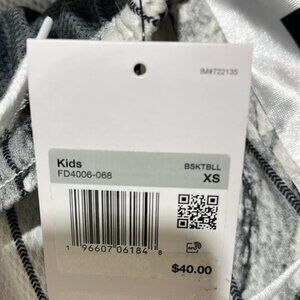 IM#722135
Kids BSKTBLL
FD4006-068 XS
1 96607 06184 8
$40.00